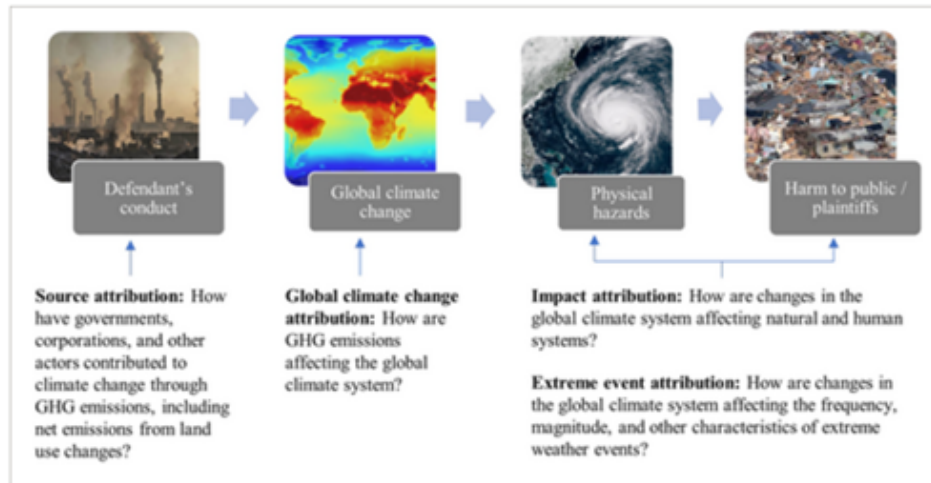 Defendant's
conduct
Global climate
change
Physical
hazards
Harm to public /
plaintiffs
Source attribution: How
have governments,
corporations, and other
actors contributed to
climate change through
GHG emissions, including
net emissions from land
use changes?
Global climate change
attribution: How are
GHG emissions
affecting the global
climate system?
Impact attribution: How are changes in the
global climate system affecting natural and human
systems?
Extreme event attribution: How are changes in
the global climate system affecting the frequency,
magnitude, and other characteristics of extreme
weather events?